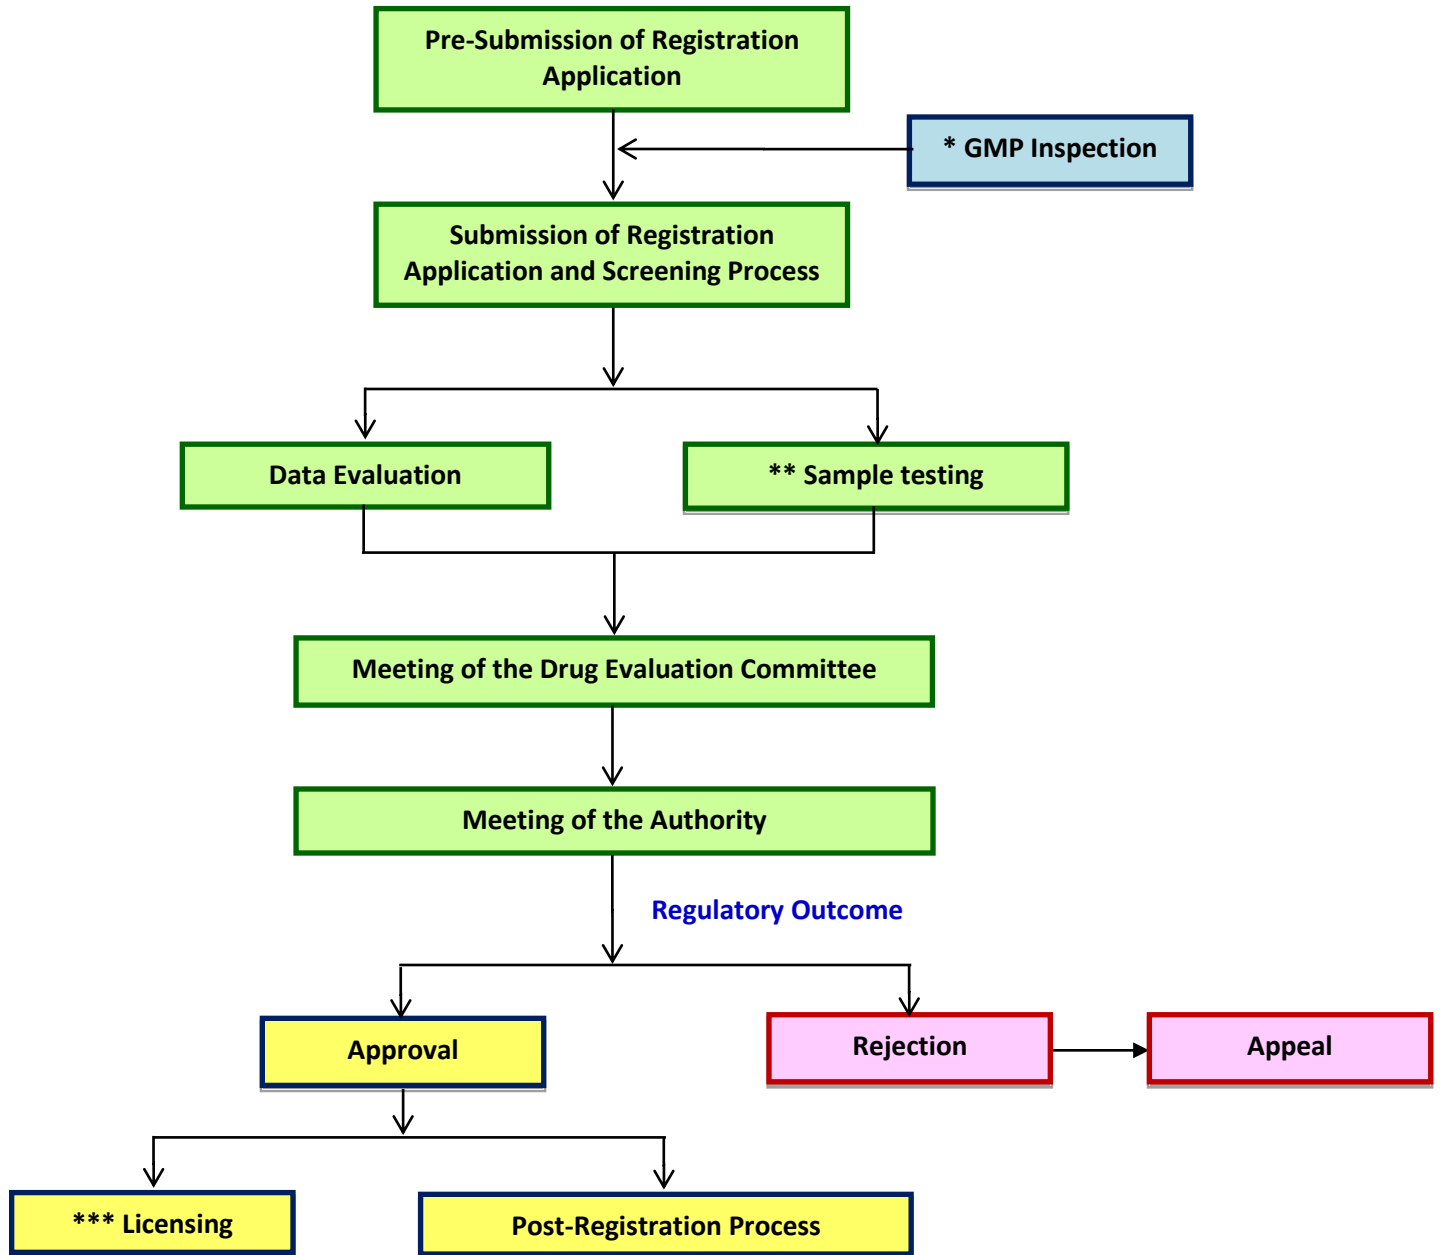 Pre-Submission of Registration
Application
* GMP Inspection
Submission of Registration
Application and Screening Process
Data Evaluation
** Sample testing
Meeting of the Drug Evaluation Committee
Meeting of the Authority
Regulatory Outcome
Approval
Rejection
Appeal
*** Licensing
Post-Registration Process